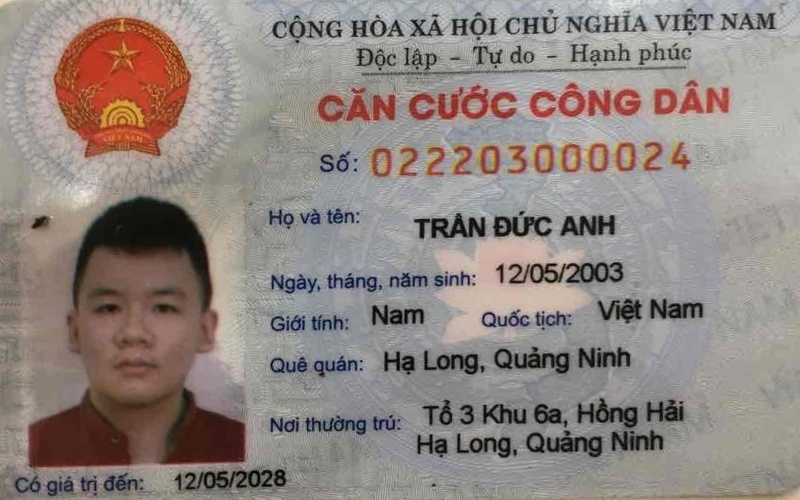 CỘNG HÒA XÃ HỘI CHỦ NGHĨA VIỆT NAM
Độc lập - Tự do - Hạnh phúc
CĂN CƯỚC CÔNG DÂN
Số: 022203000024
Họ và tên: TRẦN ĐỨC ANH
Ngày, tháng, năm sinh: 12/05/2003
Giới tính: Nam Quốc tịch: Việt Nam
Quê quán: Hạ Long, Quảng Ninh
Nơi thường trú: Tổ 3 Khu 6a, Hồng Hải
Hạ Long, Quảng Ninh
Có giá trị đến: 12/05/2028